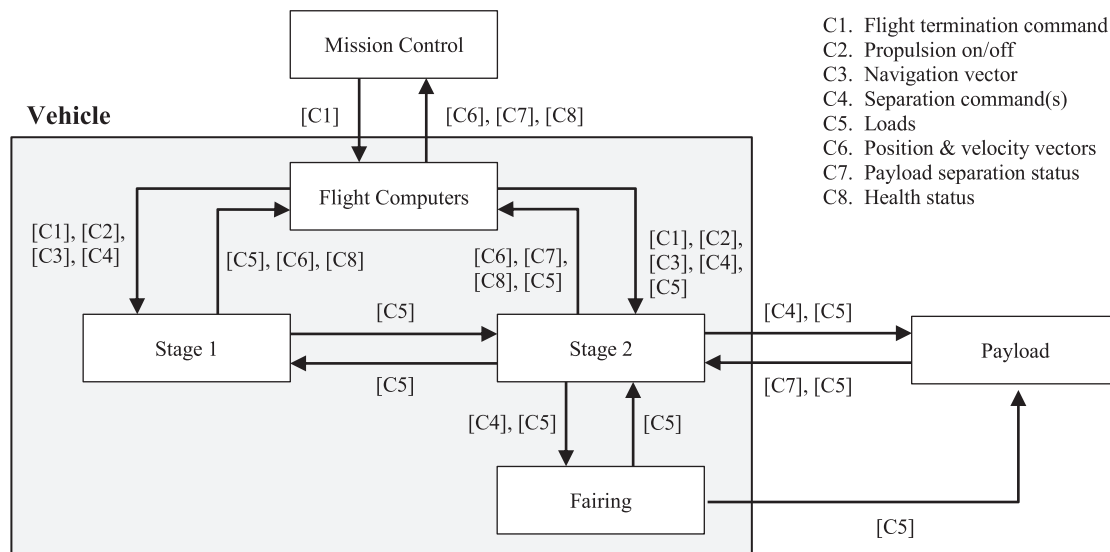 Mission Control
C1. Flight termination command
C2. Propulsion on/off
C3. Navigation vector
C4. Separation command(s)
C5. Loads
C6. Position & velocity vectors
C7. Payload separation status
C8. Health status
[C1]
[C6], [C7], [C8]
Vehicle
Flight Computers
[C1], [C2],
[C3], [C4]
[C5], [C6], [C8]
[C6], [C7],
[C8], [C5]
[C1], [C2],
[C3], [C4],
[C5]
Stage 1
[C5]
[C5]
Stage 2
[C4], [C5]
[C7], [C5]
Payload
[C4], [C5]
[C5]
Fairing
[C5]